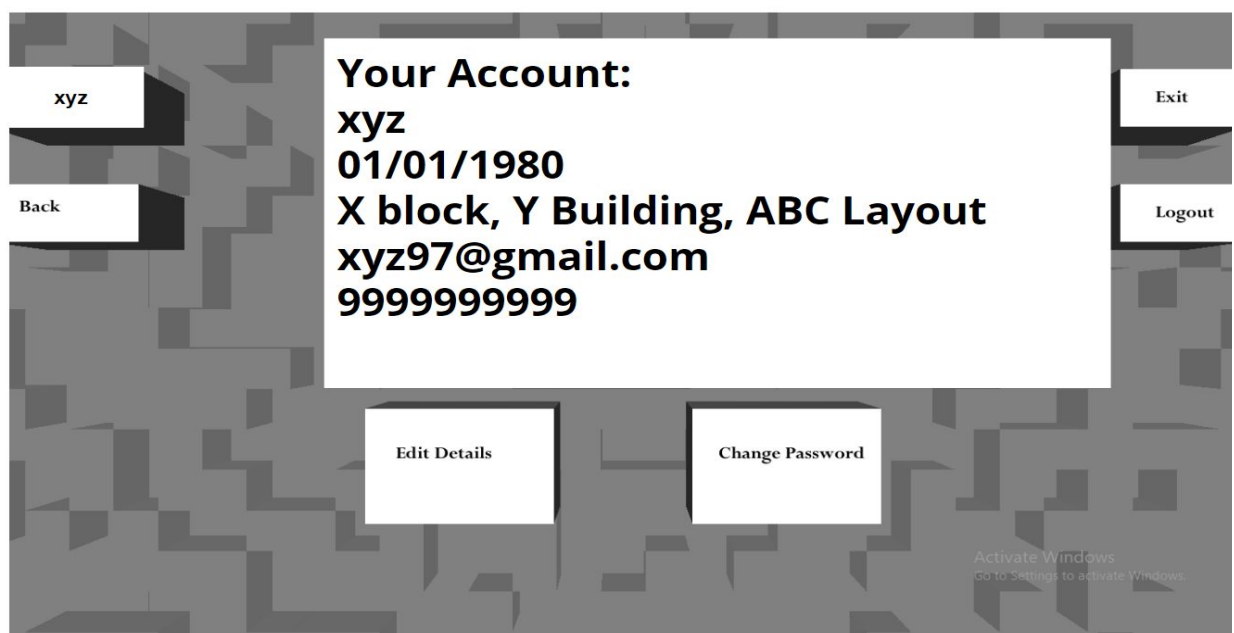 xyz
Back
Your Account:
xyz
01/01/1980
X block, Y Building, ABC Layout
xyz97@gmail.com
9999999999
Exit
Logout
Edit Details
Change Password
Activate Windows
Go to Settings to activate Windows.